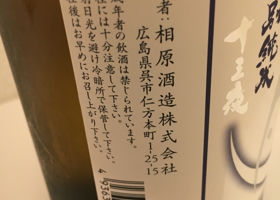 者：相原酒造株式会社
広島県呉市仁方本町1-25-15
成年者の飲酒は禁じられています。
には十分注意して下さい。
射日光を避け冷暗所で保管して下さい。
後はお早めにお召し上がり下さい。
十三夜